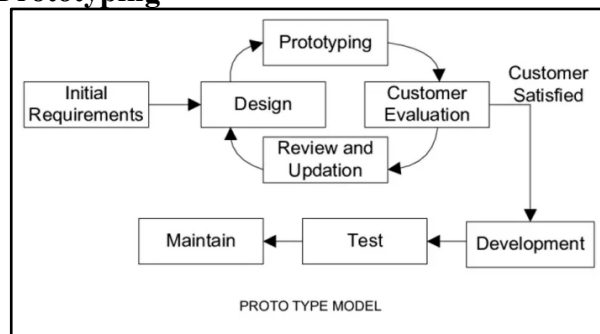 Prototyping
Prototyping
Initial
Requirements
Design
Customer
Evaluation
Customer
Satisfied
Review and
Updation
Maintain
Test
Development
PROTO TYPE MODEL